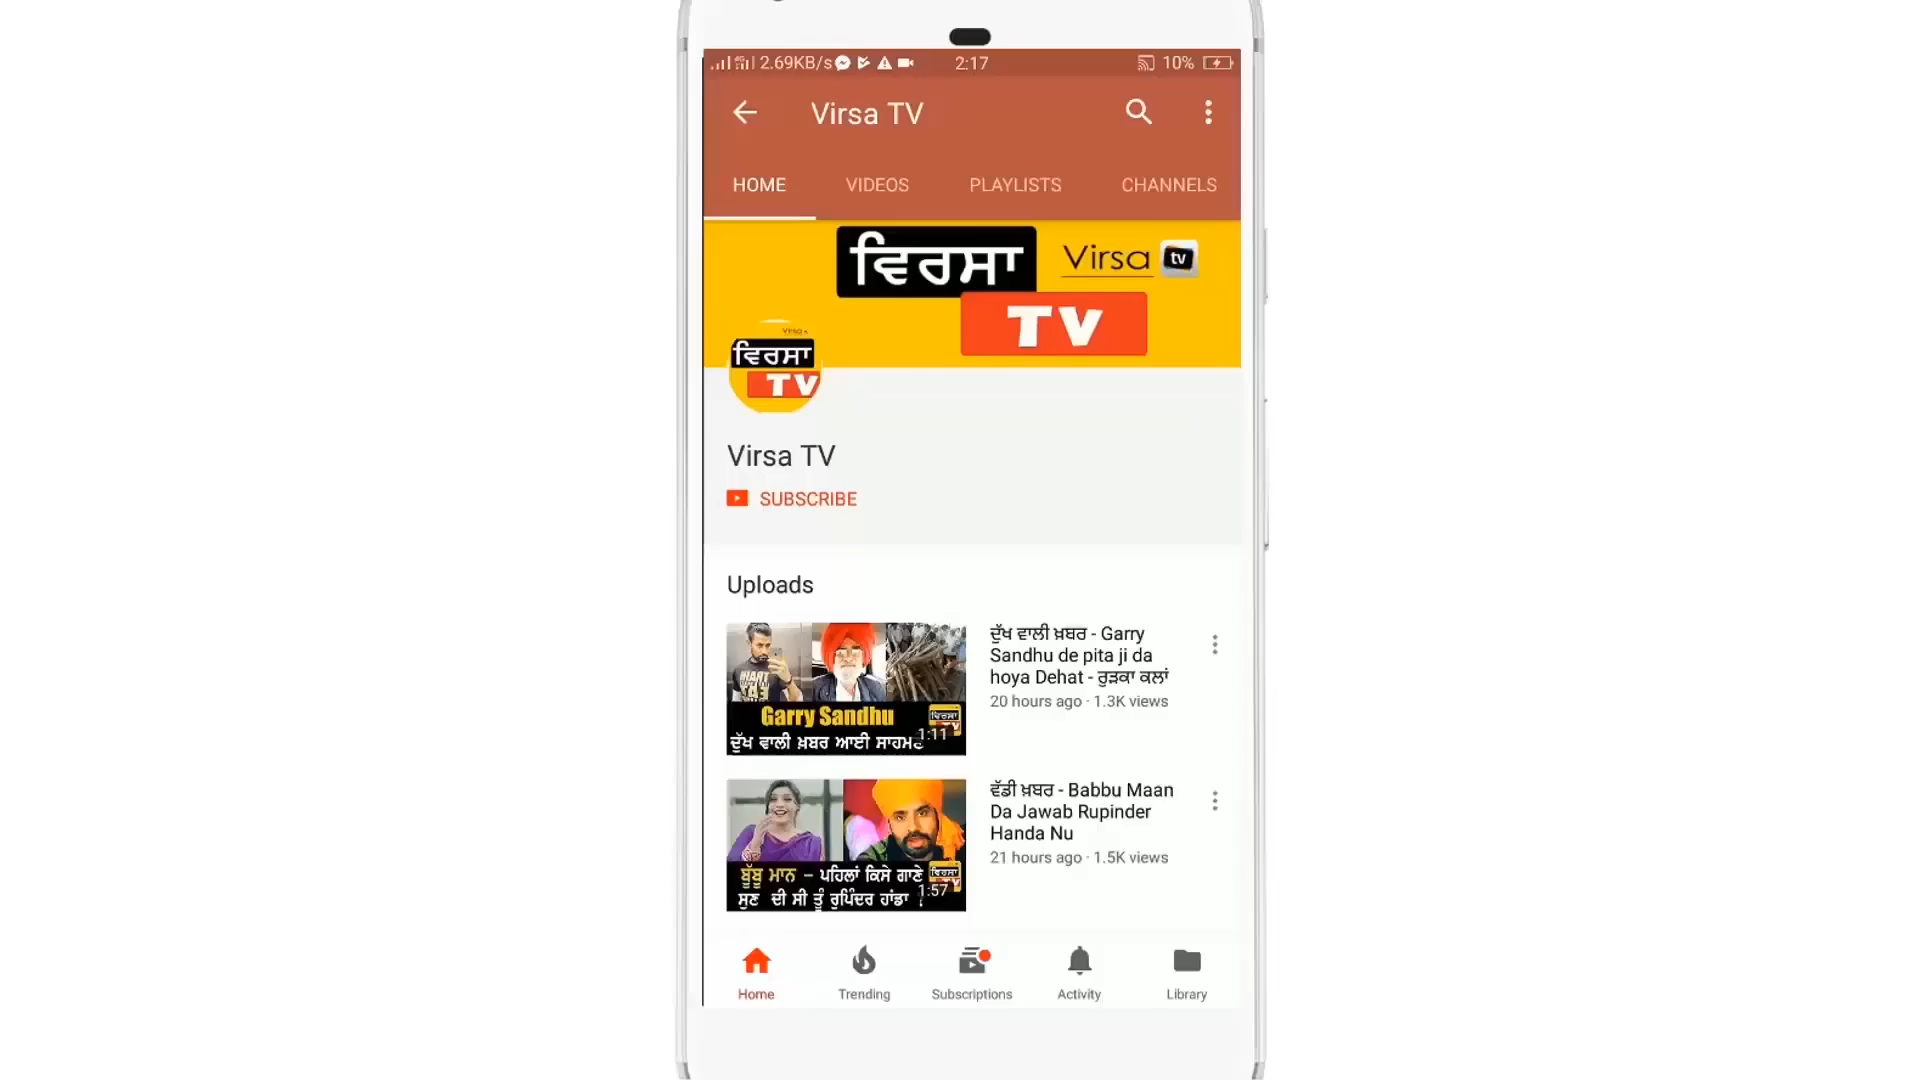 2.69KB/s 2:17 10%
Virsa TV
HOME VIDEOS PLAYLISTS CHANNELS
ਵਿਰਸਾ
Virsa tv
TV
ਵਿਰਸਾ
TV
Virsa TV
SUBSCRIBE
Uploads
Garry Sandhu
ਦੁੱਖ ਵਾਲੀ ਖ਼ਬਰ ਆਈ ਸਾਹਮਣੇ
1:11
ਦੁੱਖ ਵਾਲੀ ਖ਼ਬਰ - Garry
Sandhu de pita ji da
hoya Dehat - ਰੁੜਕਾ ਕਲਾਂ
20 hours ago · 1.3K views
ਬੱਬੂ ਮਾਨ – ਪਹਿਲਾਂ ਕਿਸੇ ਗਾਣੇ
ਸੁਣ ਦੀ ਸੀ ਤੂੰ ਰੁਪਿੰਦਰ ਹਾਂਡਾ ?
1:57
ਵੱਡੀ ਖ਼ਬਰ - Babbu Maan
Da Jawab Rupinder
Handa Nu
21 hours ago · 1.5K views
Home Trending Subscriptions Activity Library